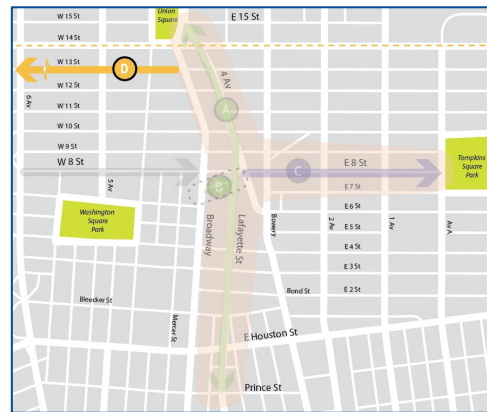 Union
Square
E 15 St
W 15 St
W 14 St
W 13 St
D
W 12 St
4 Av
6 Av
W 11 St
A
W 10 St
W 9 St
W 8 St
C
E 8 St
Tompkins
Square
Park
5 Av
B
E 7 St
E 6 St
Washington
Square
Park
Broadway
Lafayette St
Bowery
2 Av
E 5 St
1 Av
Av A
E 4 St
E 3 St
Bleecker St
Bond St
E 2 St
Mercer St
E Houston St
Prince St